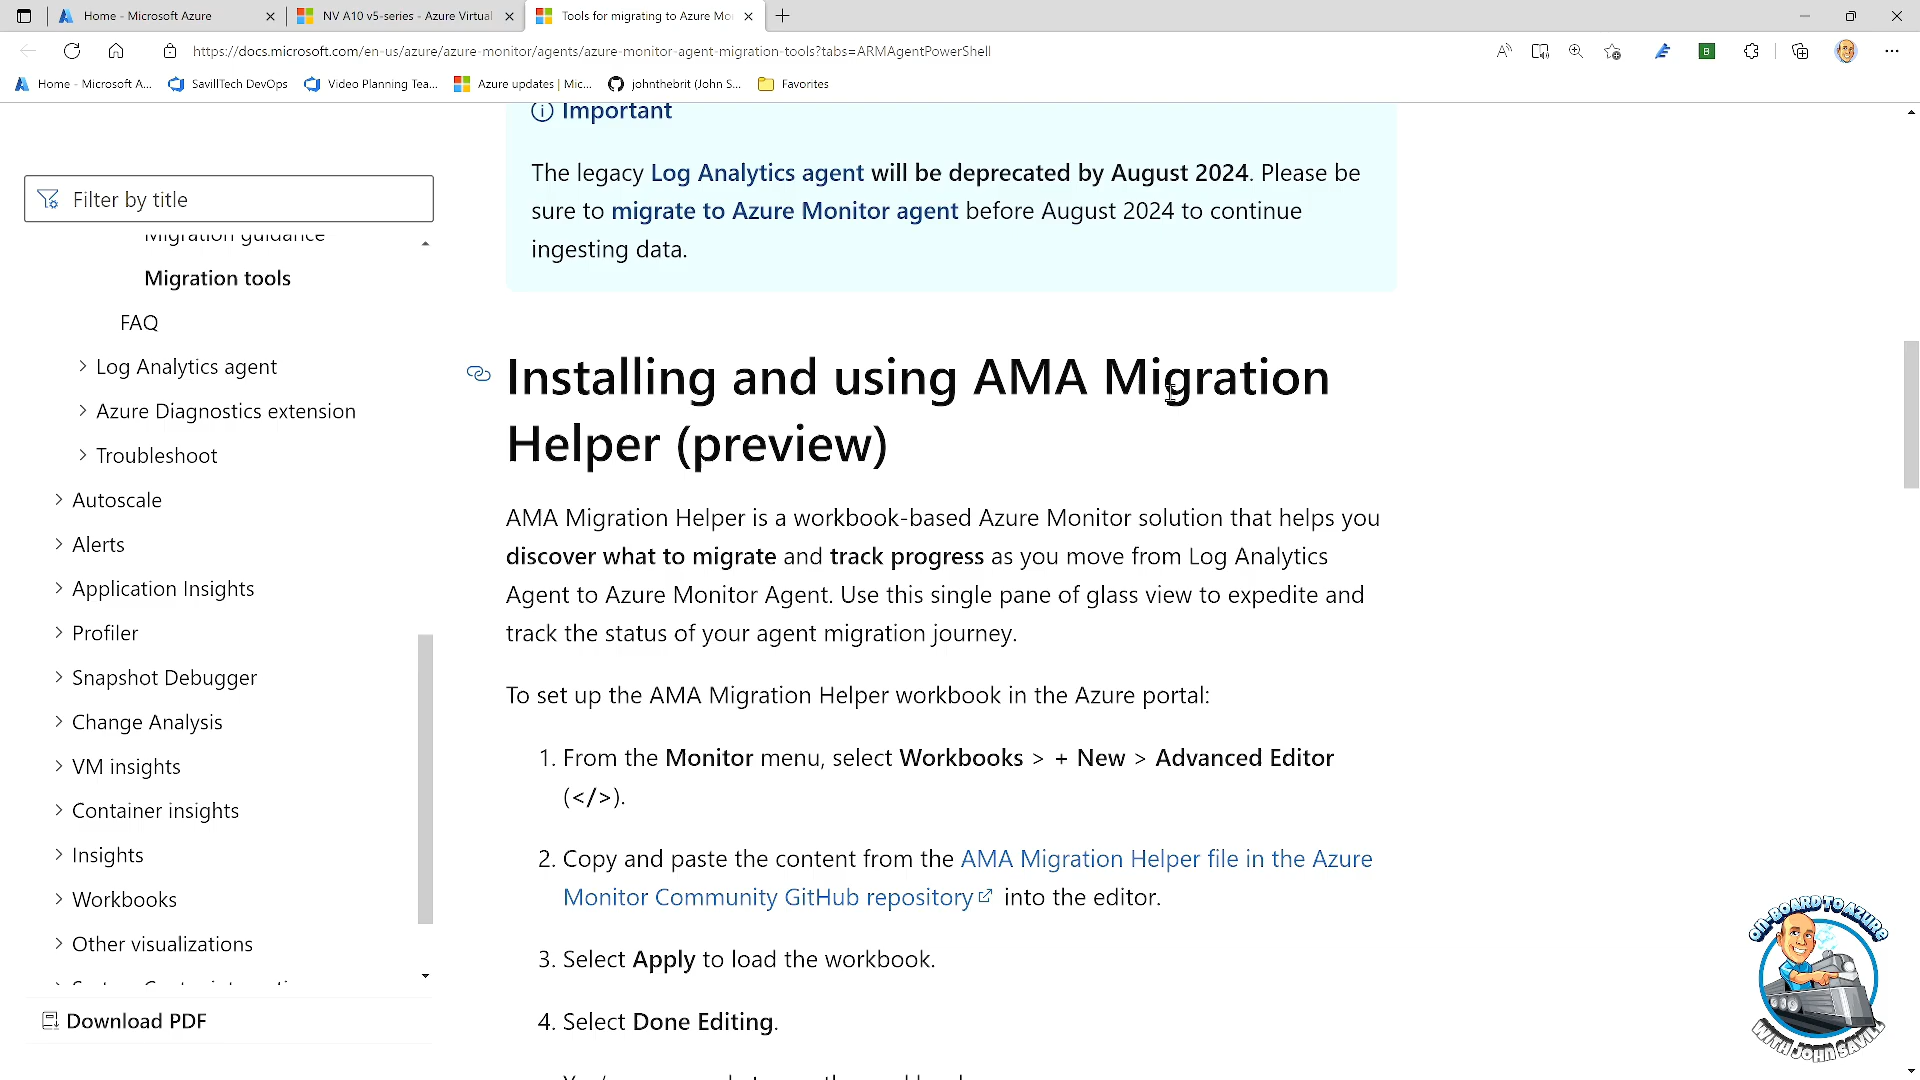 Home - Microsoft Azure
NV A10 v5-series - Azure Virtual
Tools for migrating to Azure Mo
https://docs.microsoft.com/en-us/azure/azure-monitor/agents/azure-monitor-agent-migration-tools?tabs=ARMAgentPowerShell
Home - Microsoft A...
SavillTech DevOps
Video Planning Tea...
Azure updates | Mic...
johnthebrit (John S...
Favorites
Filter by title
Migration guidance
Migration tools
FAQ
Log Analytics agent
Azure Diagnostics extension
Troubleshoot
Autoscale
Alerts
Application Insights
Profiler
Snapshot Debugger
Change Analysis
VM insights
Container insights
Insights
Workbooks
Other visualizations
Download PDF
Important
The legacy Log Analytics agent will be deprecated by August 2024. Please be
sure to migrate to Azure Monitor agent before August 2024 to continue
ingesting data.
Installing and using AMA Migration
Helper (preview)
AMA Migration Helper is a workbook-based Azure Monitor solution that helps you
discover what to migrate and track progress as you move from Log Analytics
Agent to Azure Monitor Agent. Use this single pane of glass view to expedite and
track the status of your agent migration journey.
To set up the AMA Migration Helper workbook in the Azure portal:
1. From the Monitor menu, select Workbooks > + New > Advanced Editor
(</>).
2. Copy and paste the content from the AMA Migration Helper file in the Azure
Monitor Community GitHub repository into the editor.
3. Select Apply to load the workbook.
4. Select Done Editing.
ON-BOARD TO AZURE
WITH JOHN SAVILL